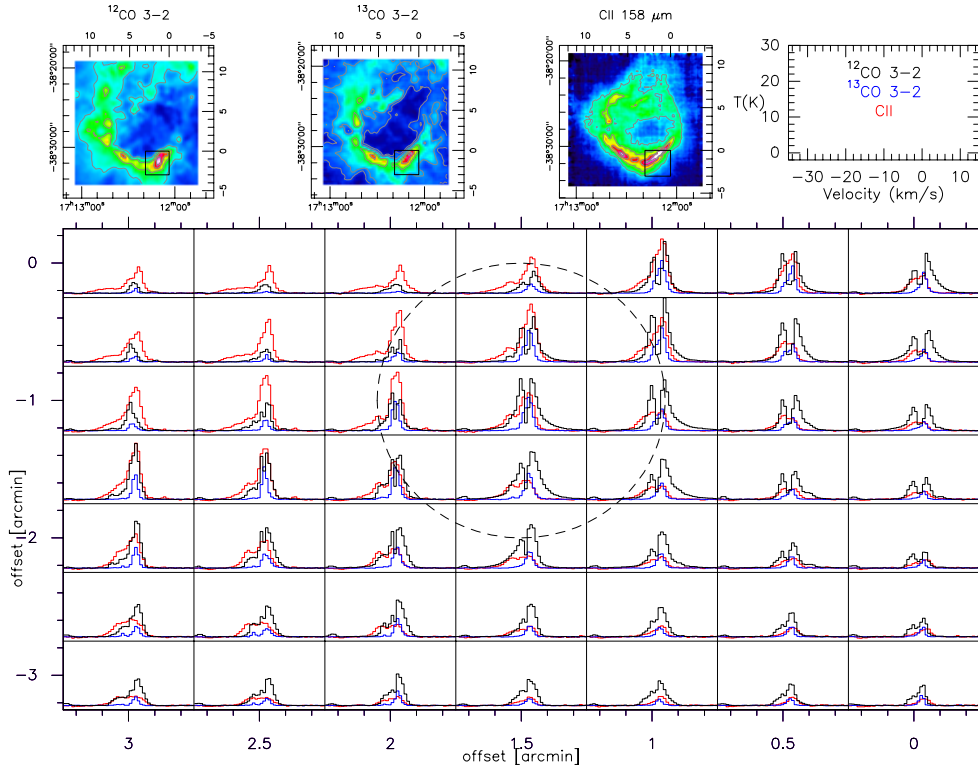 ¹²CO 3−2
¹³CO 3−2
CII 158 μm
10 5 0
10 5 0 −5
10 5 0 −5
−38°20'00"
−38°30'00"
10
5
0
−5
17ʰ13ᵐ00ˢ 12ᵐ00ˢ
−38°20'00"
−38°30'00"
10
5
0
−5
17ʰ13ᵐ00ˢ 12ᵐ00ˢ
−38°20'00"
−38°30'00"
10
5
0
−5
17ʰ13ᵐ00ˢ 12ᵐ00ˢ
T(K)
30
20
10
0
¹²CO 3−2
¹³CO 3−2
CII
−30 −20 −10 0 10
Velocity (km/s)
offset [arcmin]
0
−1
−2
−3
3 2.5 2 1.5 1 0.5 0
offset [arcmin]